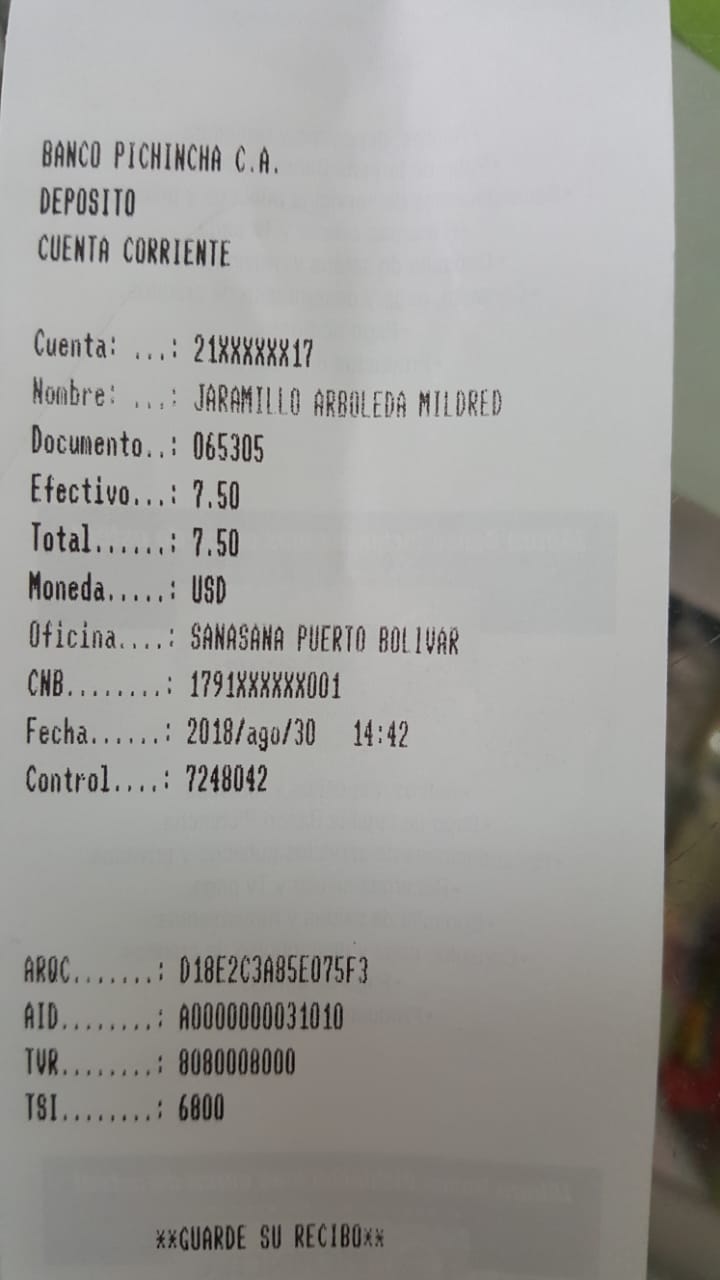 BANCO PICHINCHA C.A.
DEPOSITO
CUENTA CORRIENTE
Cuenta: ...: 21XXXXXX17
Nombre: ...: JARAMILLO ARBOLEDA MILDRED
Documento..: 065305
Efectivo...: 7.50
Total......: 7.50
Moneda.....: USD
Oficina....: SANASANA PUERTO BOLIVAR
CNB........: 1791XXXXXX001
Fecha......: 2018/ago/30 14:42
Control....: 7248042
ARQC.......: D18E2C3A85E075F3
AID........: A0000000031010
TVR........: 8080008000
TSI........: 6800
**GUARDE SU RECIBO**